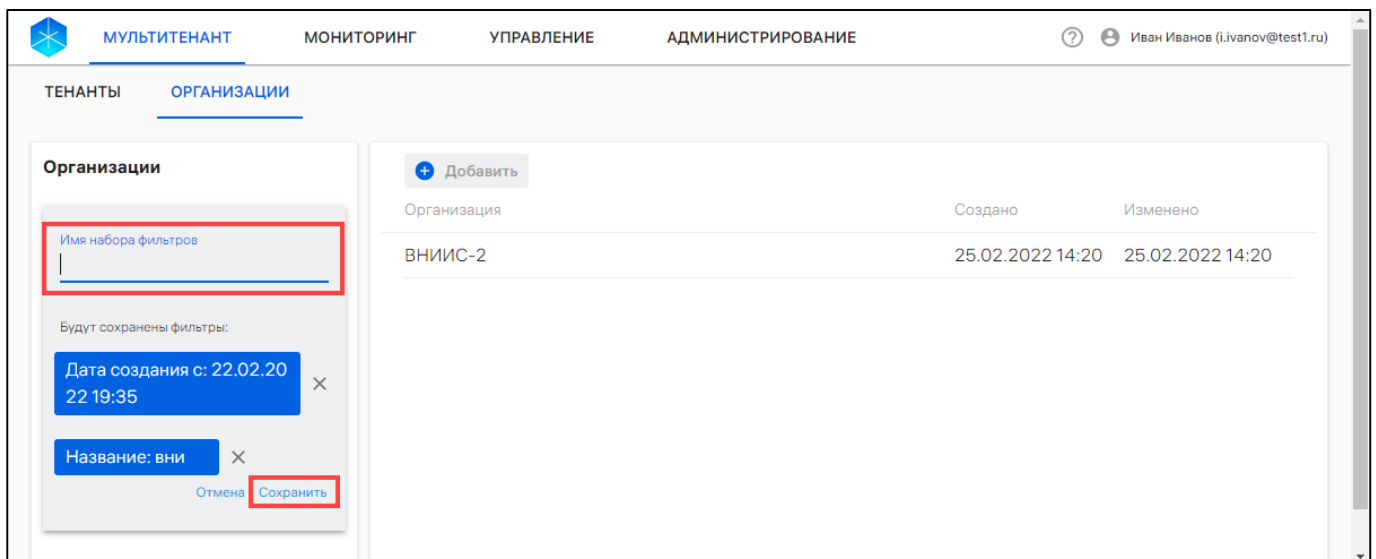 МУЛЬТИТЕНАНТ МОНИТОРИНГ УПРАВЛЕНИЕ АДМИНИСТРИРОВАНИЕ Иван Иванов (i.ivanov@test1.ru)
ТЕНАНТЫ ОРГАНИЗАЦИИ
Организации
Имя набора фильтров
Будут сохранены фильтры:
Дата создания с: 22.02.20
22 19:35
Название: вни
Отмена Сохранить
Добавить
Организация Создано Изменено
ВНИИС-2 25.02.2022 14:20 25.02.2022 14:20